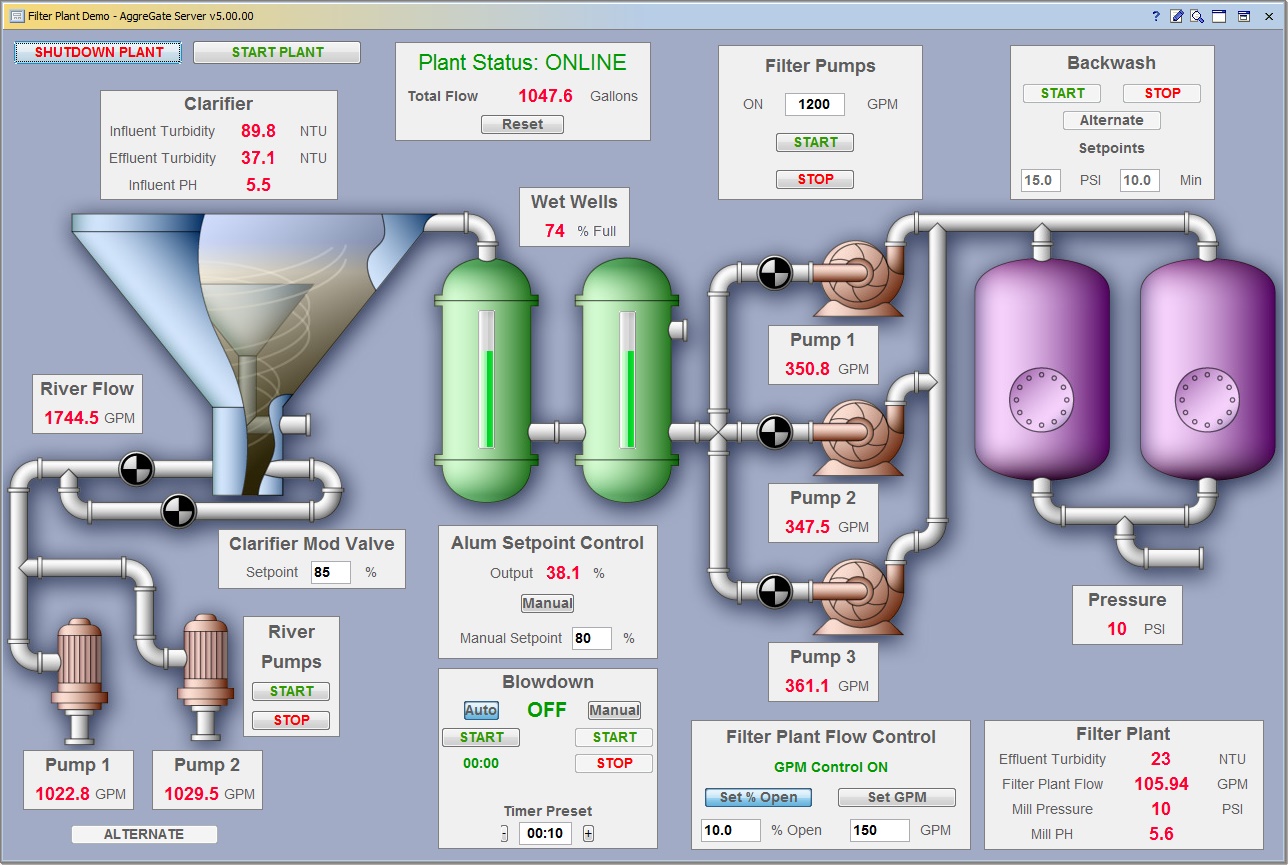 Filter Plant Demo - AggreGate Server v5.00.00
?
SHUTDOWN PLANT
START PLANT
Plant Status: ONLINE
Total Flow 1047.6 Gallons
Reset
Clarifier
Influent Turbidity 89.8 NTU
Effluent Turbidity 37.1 NTU
Influent PH 5.5
Filter Pumps
ON 1200 GPM
START
STOP
Backwash
START STOP
Alternate
Setpoints
15.0 PSI 10.0 Min
Wet Wells
74 % Full
River Flow
1744.5 GPM
Pump 1
350.8 GPM
Pump 2
347.5 GPM
Pump 3
361.1 GPM
Clarifier Mod Valve
Setpoint 85 %
Alum Setpoint Control
Output 38.1 %
Manual
Manual Setpoint 80 %
Pressure
10 PSI
River
Pumps
START
STOP
Pump 1
1022.8 GPM
Pump 2
1029.5 GPM
ALTERNATE
Blowdown
Auto OFF Manual
START START
00:00 STOP
Timer Preset
- 00:10 +
Filter Plant Flow Control
GPM Control ON
Set % Open Set GPM
10.0 % Open 150 GPM
Filter Plant
Effluent Turbidity 23 NTU
Filter Plant Flow 105.94 GPM
Mill Pressure 10 PSI
Mill PH 5.6